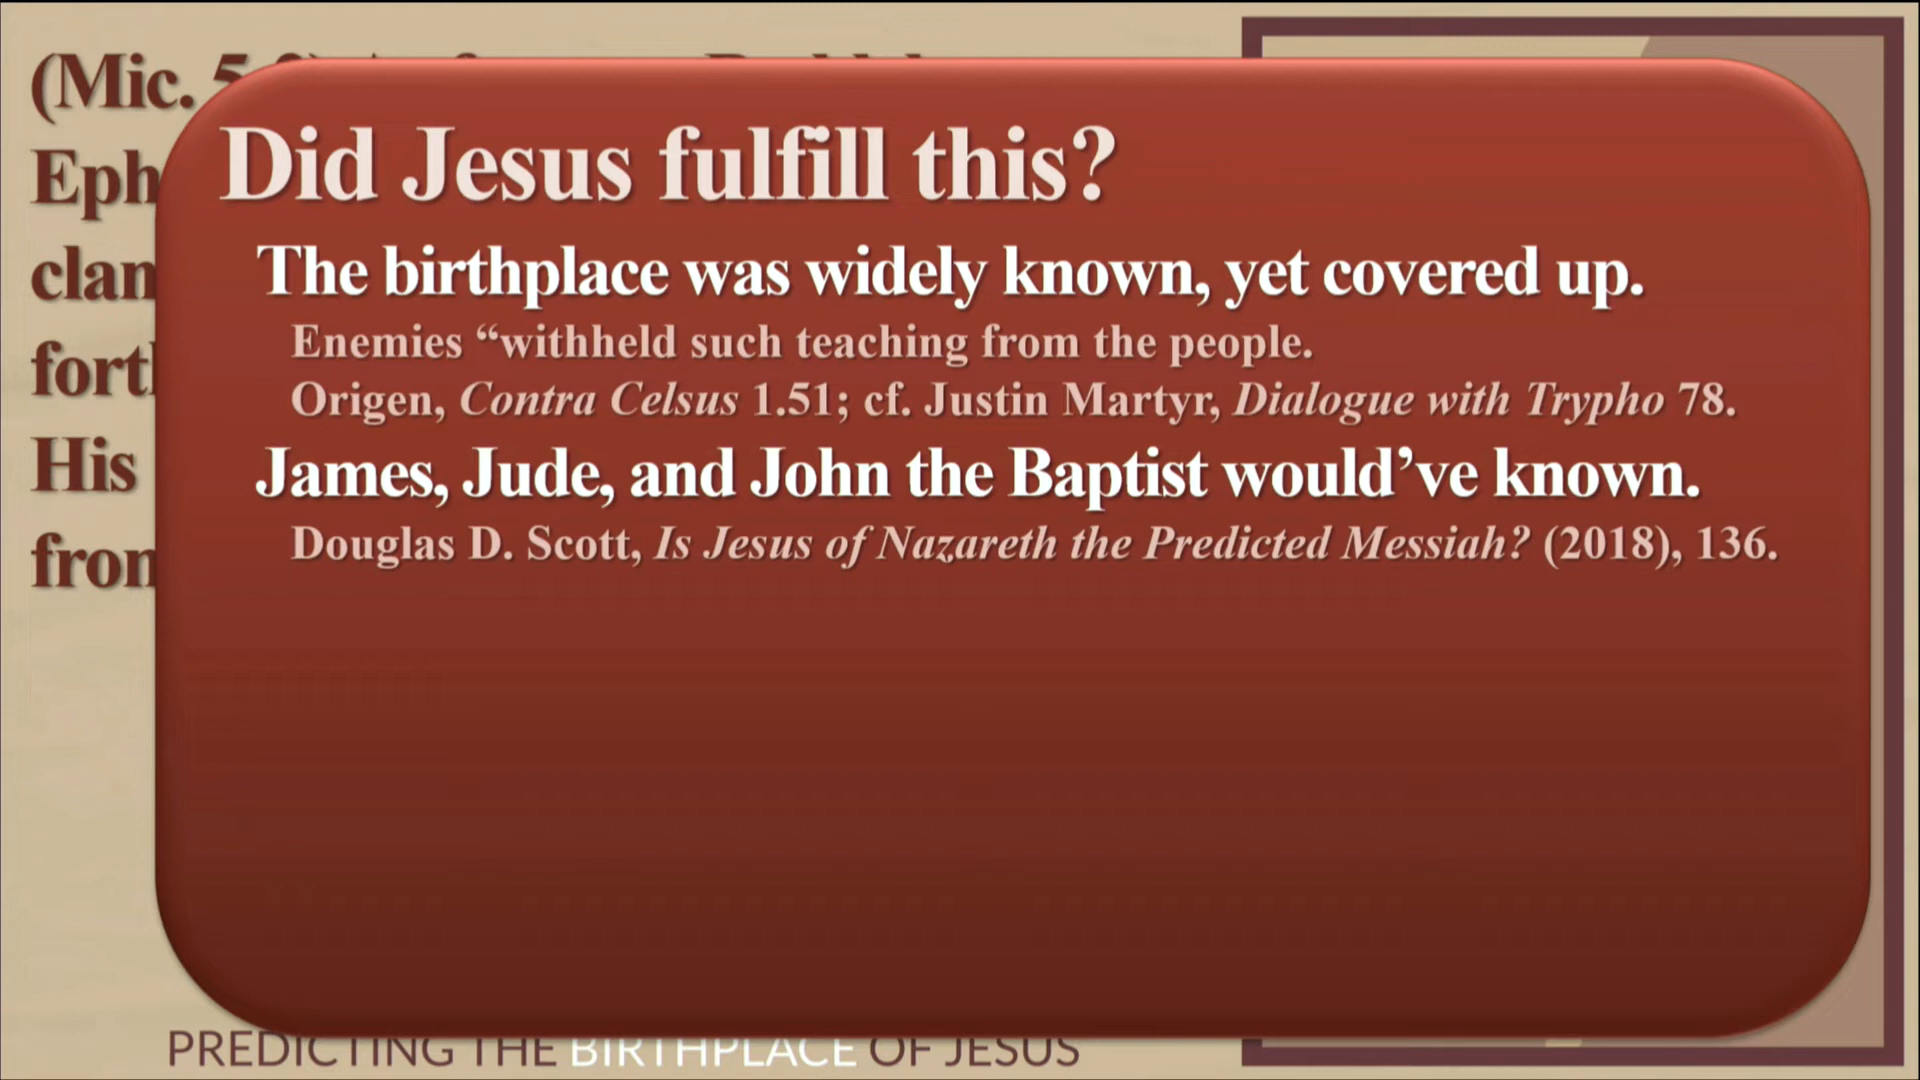 (Mic. 5
Eph
clan
fort
His
from
Did Jesus fulfill this?
The birthplace was widely known, yet covered up.
Enemies “withheld such teaching from the people.
Origen, Contra Celsus 1.51; cf. Justin Martyr, Dialogue with Trypho 78.
James, Jude, and John the Baptist would’ve known.
Douglas D. Scott, Is Jesus of Nazareth the Predicted Messiah? (2018), 136.
PREDICTING THE BIRTHPLACE OF JESUS